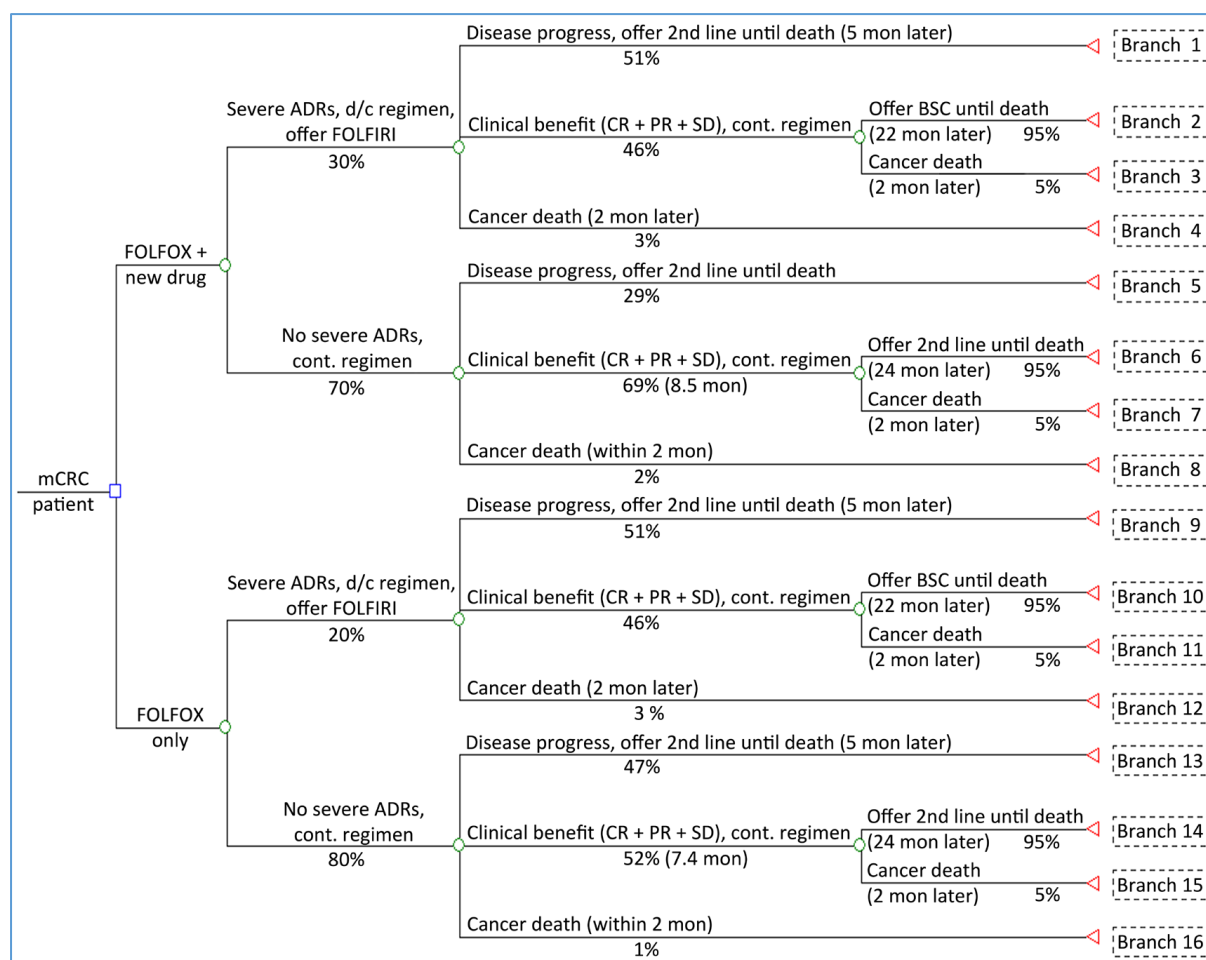 Disease progress, offer 2nd line until death (5 mon later)
51%
Branch 1
Severe ADRs, d/c regimen,
offer FOLFIRI
30%
Clinical benefit (CR + PR + SD), cont. regimen
46%
Offer BSC until death
(22 mon later) 95%
Branch 2
Cancer death
(2 mon later) 5%
Branch 3
Cancer death (2 mon later)
3%
Branch 4
FOLFOX +
new drug
Disease progress, offer 2nd line until death
29%
Branch 5
No severe ADRs,
cont. regimen
70%
Clinical benefit (CR + PR + SD), cont. regimen
69% (8.5 mon)
Offer 2nd line until death
(24 mon later) 95%
Branch 6
Cancer death
(2 mon later) 5%
Branch 7
Cancer death (within 2 mon)
2%
Branch 8
mCRC
patient
Disease progress, offer 2nd line until death (5 mon later)
51%
Branch 9
Severe ADRs, d/c regimen,
offer FOLFIRI
20%
Clinical benefit (CR + PR + SD), cont. regimen
46%
Offer BSC until death
(22 mon later) 95%
Branch 10
Cancer death
(2 mon later) 5%
Branch 11
Cancer death (2 mon later)
3 %
Branch 12
FOLFOX
only
Disease progress, offer 2nd line until death (5 mon later)
47%
Branch 13
No severe ADRs,
cont. regimen
80%
Clinical benefit (CR + PR + SD), cont. regimen
52% (7.4 mon)
Offer 2nd line until death
(24 mon later) 95%
Branch 14
Cancer death
(2 mon later) 5%
Branch 15
Cancer death (within 2 mon)
1%
Branch 16